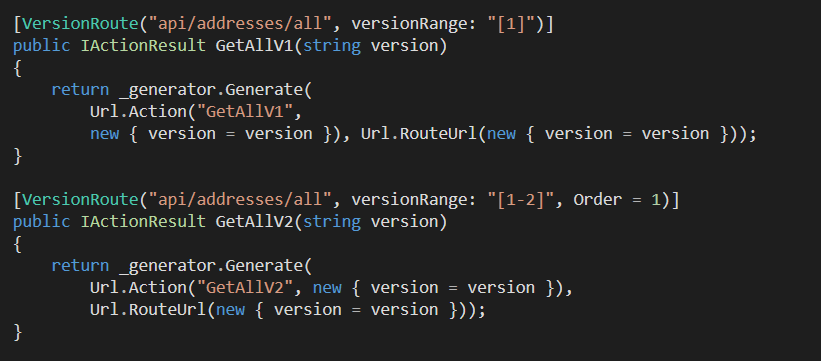 [VersionRoute("api/addresses/all", versionRange: "[1]")]
public IActionResult GetAllV1(string version)
{
    return _generator.Generate(
        Url.Action("GetAllV1",
        new { version = version }), Url.RouteUrl(new { version = version }));
}

[VersionRoute("api/addresses/all", versionRange: "[1-2]", Order = 1)]
public IActionResult GetAllV2(string version)
{
    return _generator.Generate(
        Url.Action("GetAllV2", new { version = version }),
        Url.RouteUrl(new { version = version }));
}